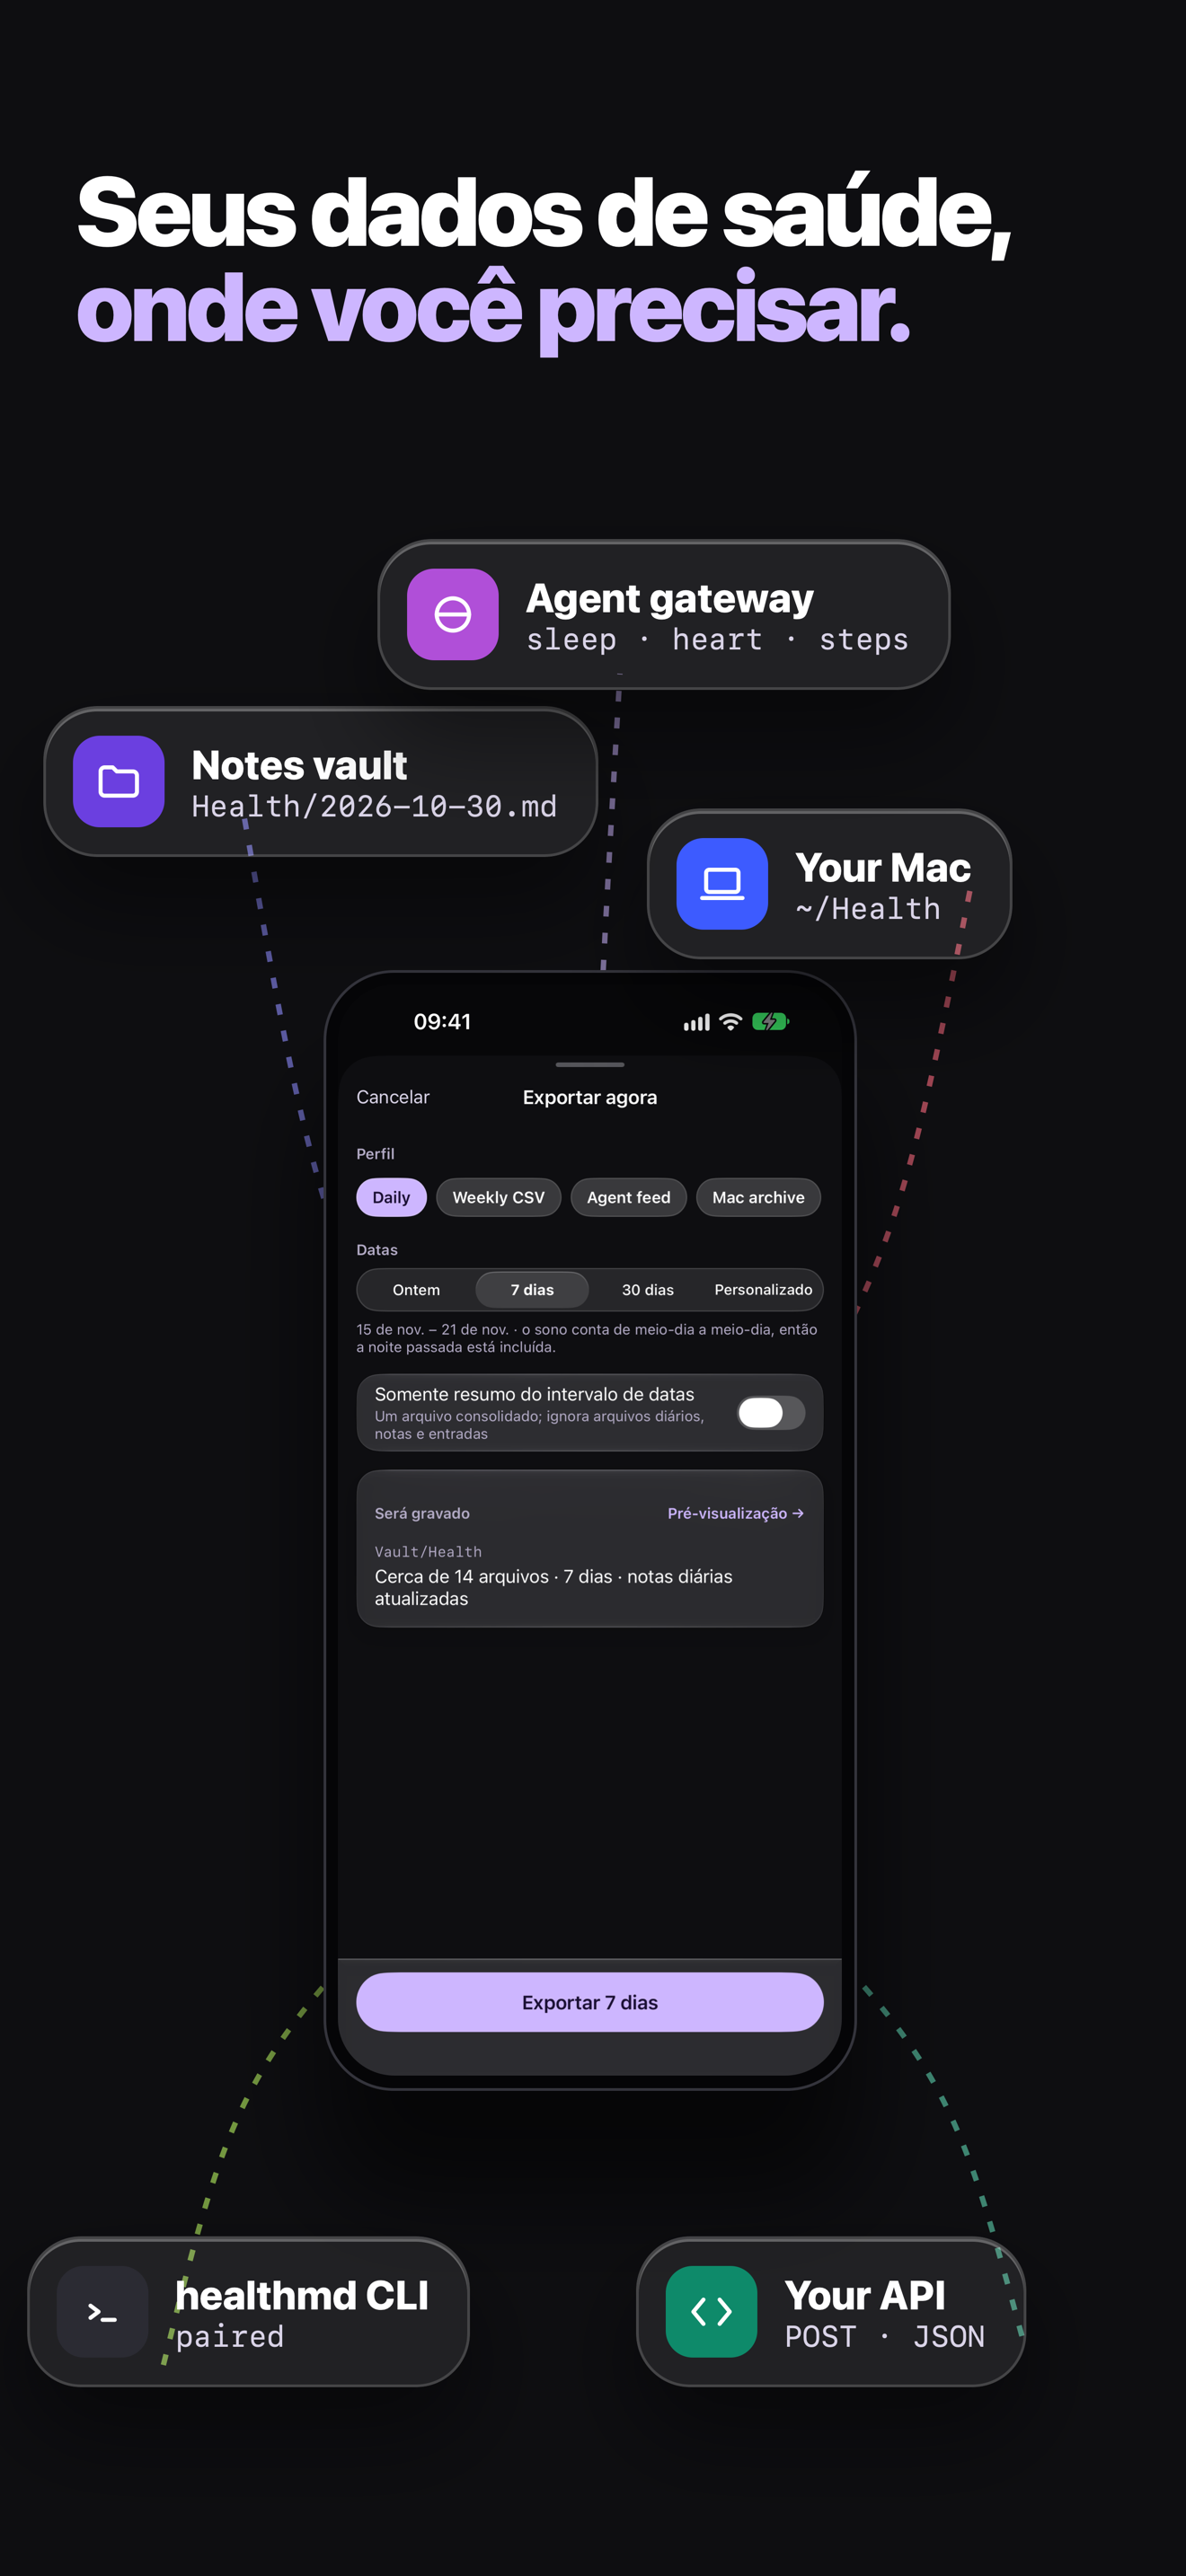 Seus dados de saúde,
onde você precisar.
Agent gateway
sleep · heart · steps
Notes vault
Health/2026-10-30.md
Your Mac
~/Health
09:41
Cancelar
Exportar agora
Perfil
Daily
Weekly CSV
Agent feed
Mac archive
Datas
Ontem
7 dias
30 dias
Personalizado
15 de nov. – 21 de nov. · o sono conta de meio-dia a meio-dia, então
a noite passada está incluída.
Somente resumo do intervalo de datas
Um arquivo consolidado; ignora arquivos diários,
notas e entradas
Será gravado
Pré-visualização →
Vault/Health
Cerca de 14 arquivos · 7 dias · notas diárias
atualizadas
Exportar 7 dias
healthmd CLI
paired
Your API
POST · JSON